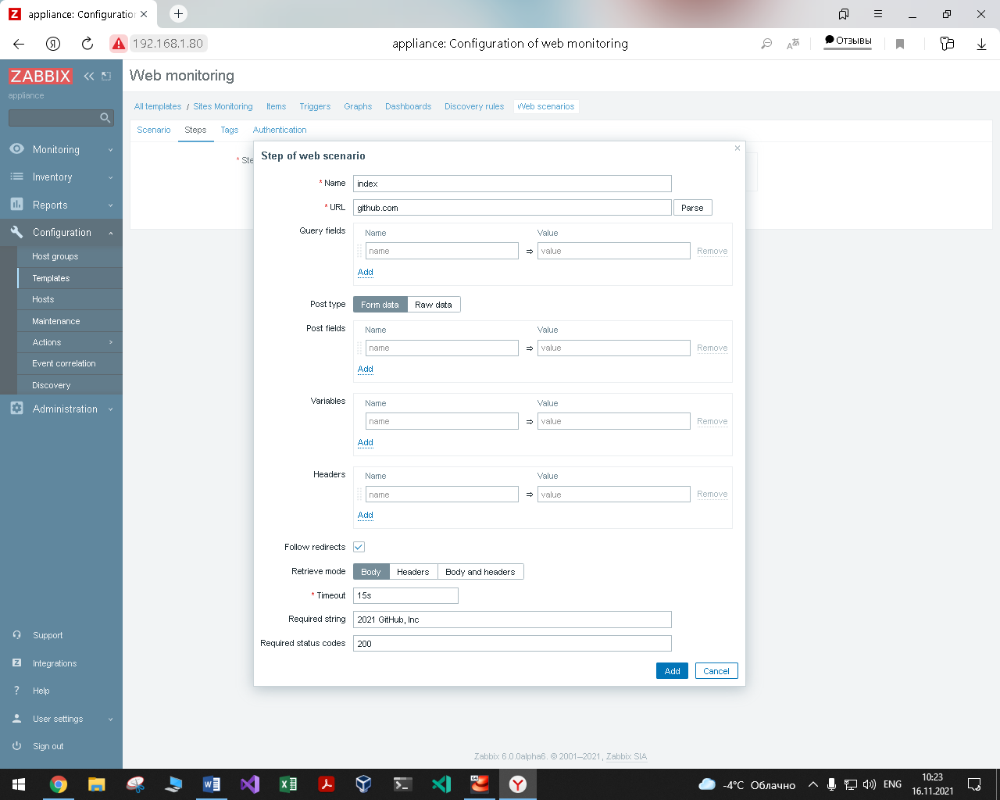 appliance: Configuration
192.168.1.80
appliance: Configuration of web monitoring
Отзывы
ZABBIX
appliance
Monitoring
Inventory
Reports
Configuration
Host groups
Templates
Hosts
Maintenance
Actions
Event correlation
Discovery
Administration
Support
Integrations
Help
User settings
Sign out
Web monitoring
All templates / Sites Monitoring Items Triggers Graphs Dashboards Discovery rules Web scenarios
Scenario Steps Tags Authentication
* Ste
Step of web scenario
* Name index
* URL github.com Parse
Query fields Name Value
name ⇒ value Remove
Add
Post type Form data Raw data
Post fields Name Value
name ⇒ value Remove
Add
Variables Name Value
name ⇒ value Remove
Add
Headers Name Value
name ⇒ value Remove
Add
Follow redirects
Retrieve mode Body Headers Body and headers
* Timeout 15s
Required string 2021 GitHub, Inc
Required status codes 200
Add Cancel
Zabbix 6.0.0alpha6. © 2001–2021, Zabbix SIA
-4°C Облачно
ENG
10:23
16.11.2021